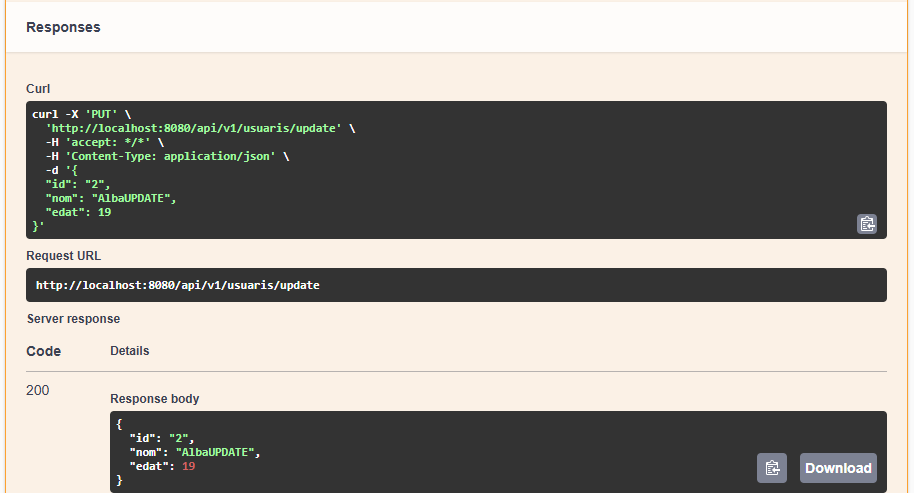 Responses
Curl
curl -X 'PUT' \
  'http://localhost:8080/api/v1/usuaris/update' \
  -H 'accept: */*' \
  -H 'Content-Type: application/json' \
  -d '{
  "id": "2",
  "nom": "AlbaUPDATE",
  "edat": 19
}'
Request URL
http://localhost:8080/api/v1/usuaris/update
Server response
Code Details
200
Response body
{
  "id": "2",
  "nom": "AlbaUPDATE",
  "edat": 19
}
Download